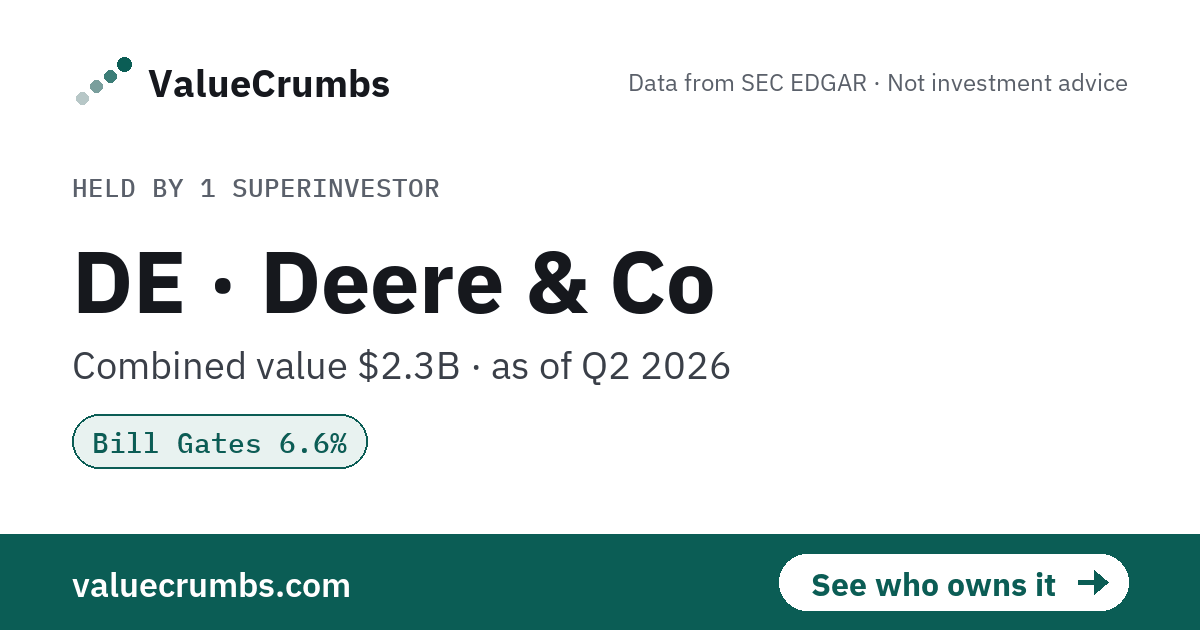 ValueCrumbs
Data from SEC EDGAR · Not investment advice
HELD BY 1 SUPERINVESTOR
DE · Deere & Co
Combined value $2.3B · as of Q2 2026
Bill Gates 6.6%
valuecrumbs.com
See who owns it →